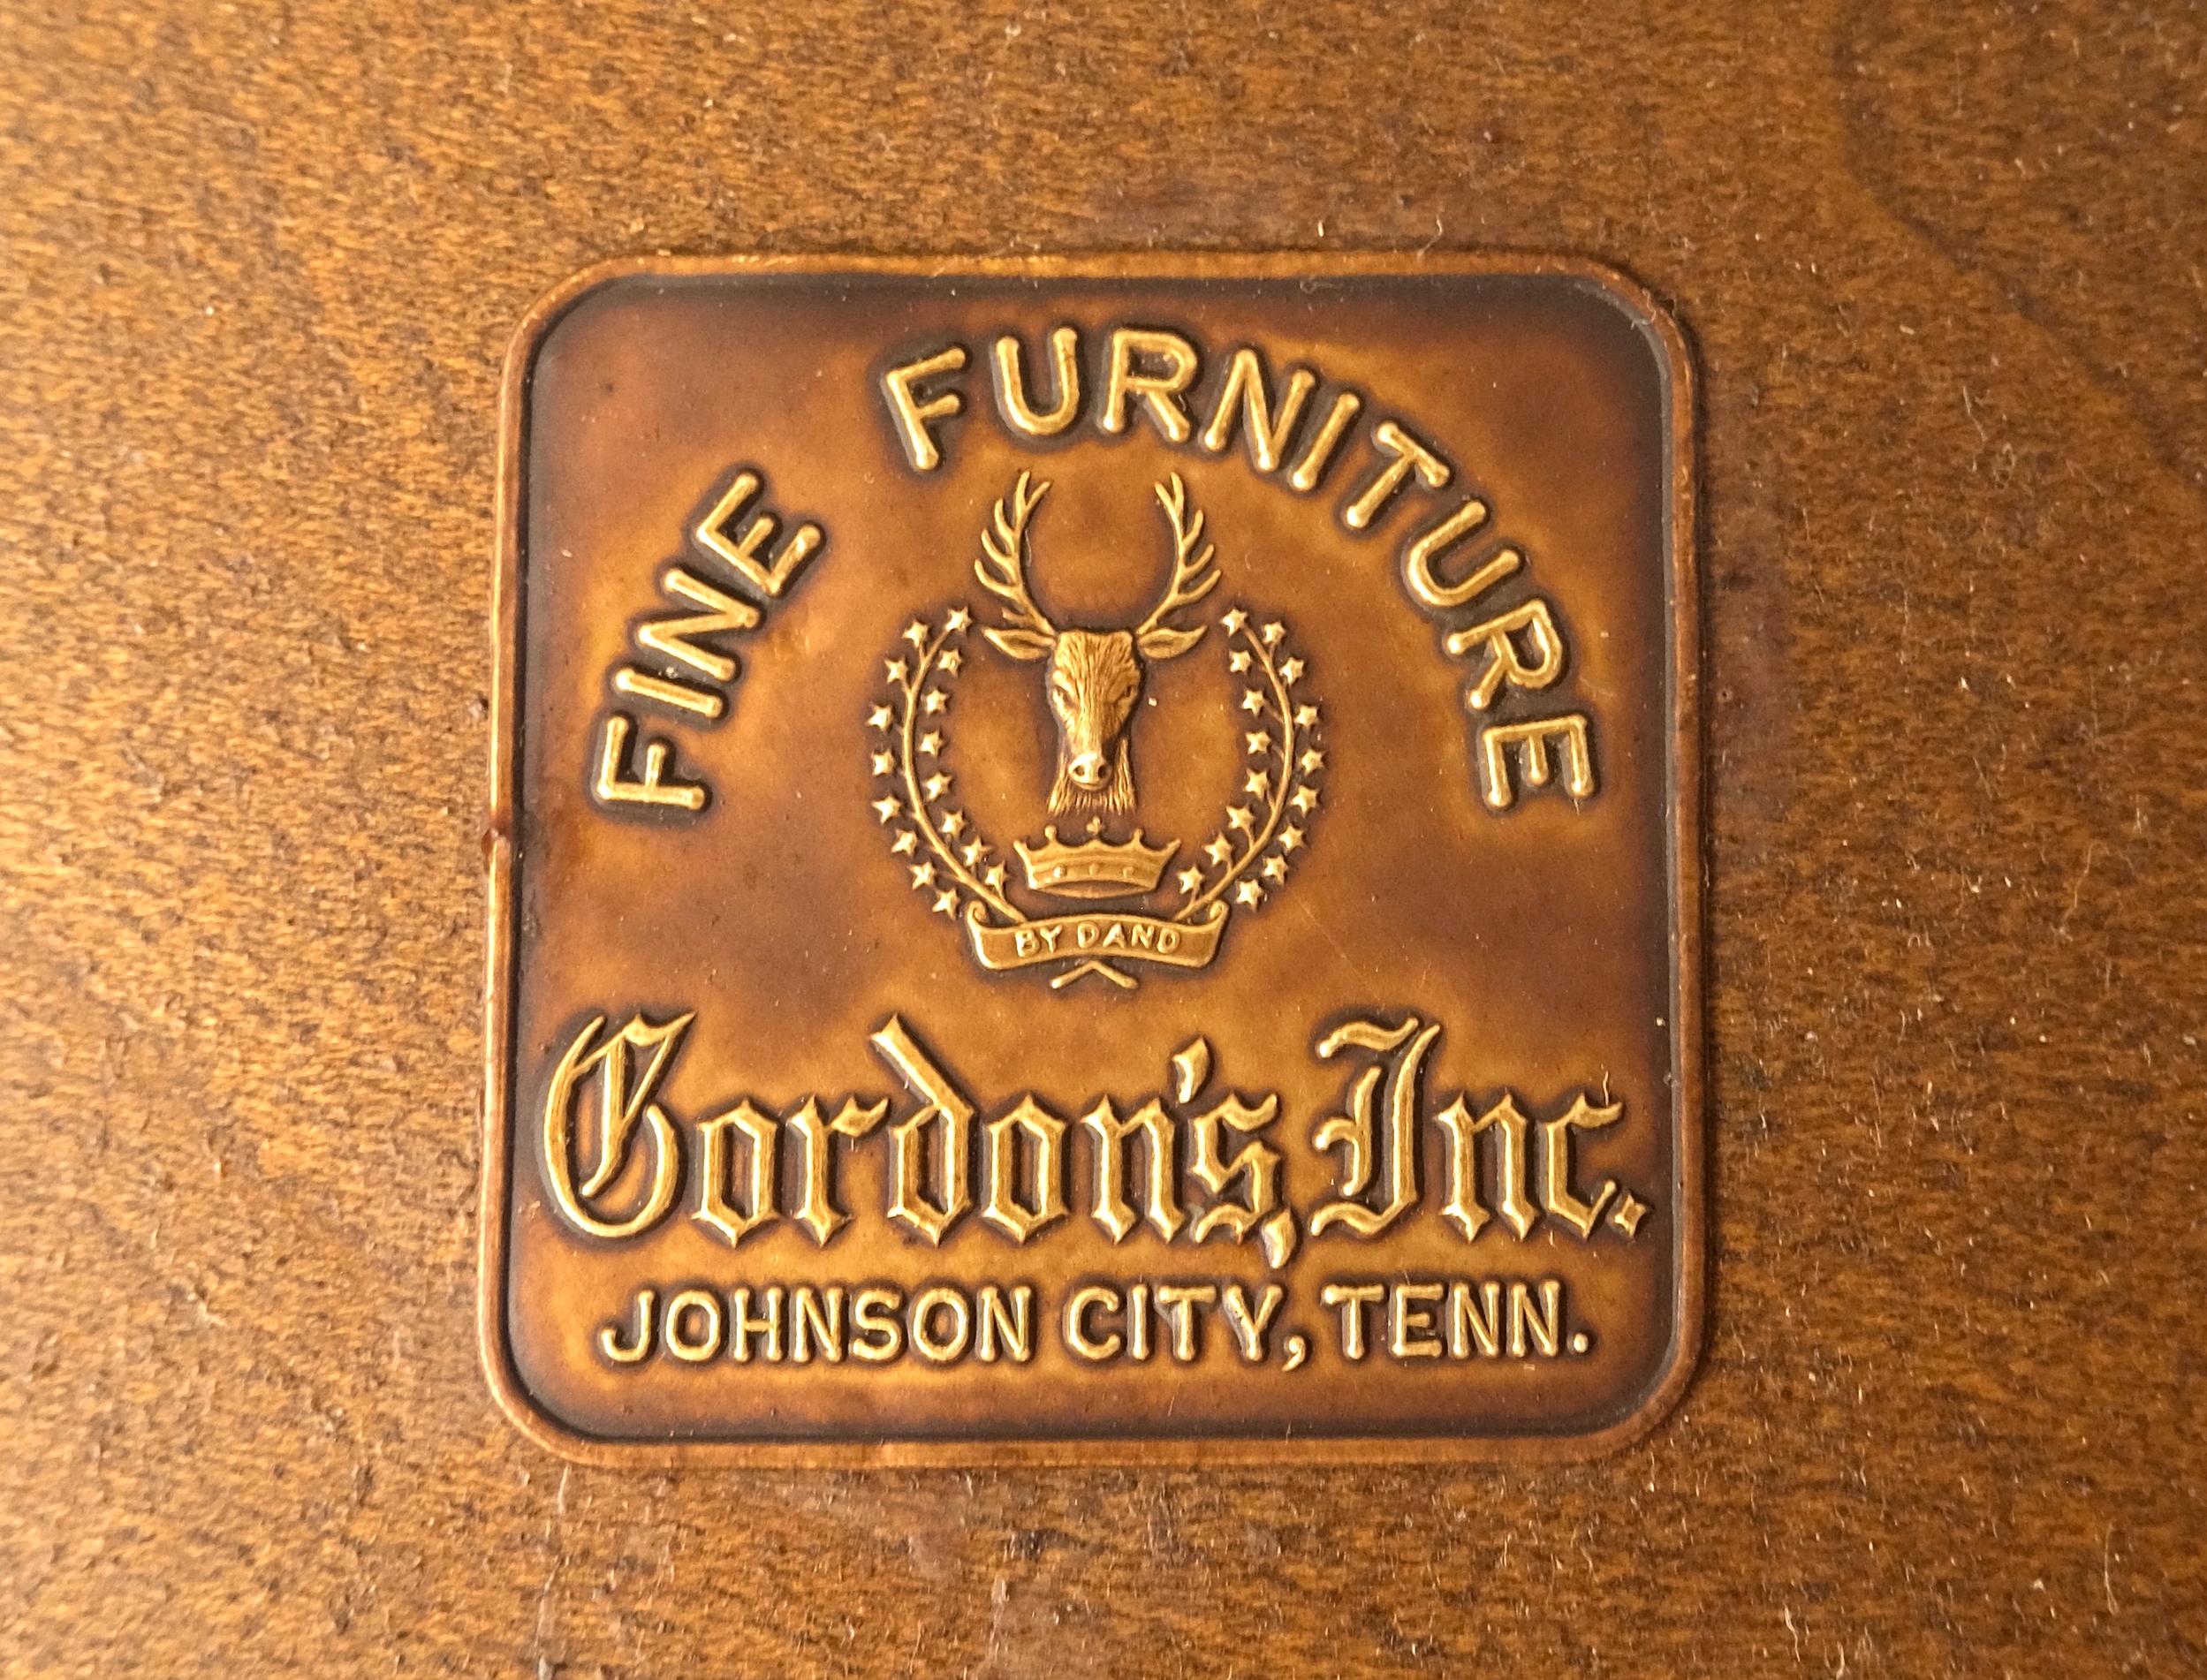 FINE FURNITURE
BY DAND
Gordon's, Inc.
JOHNSON CITY, TENN.